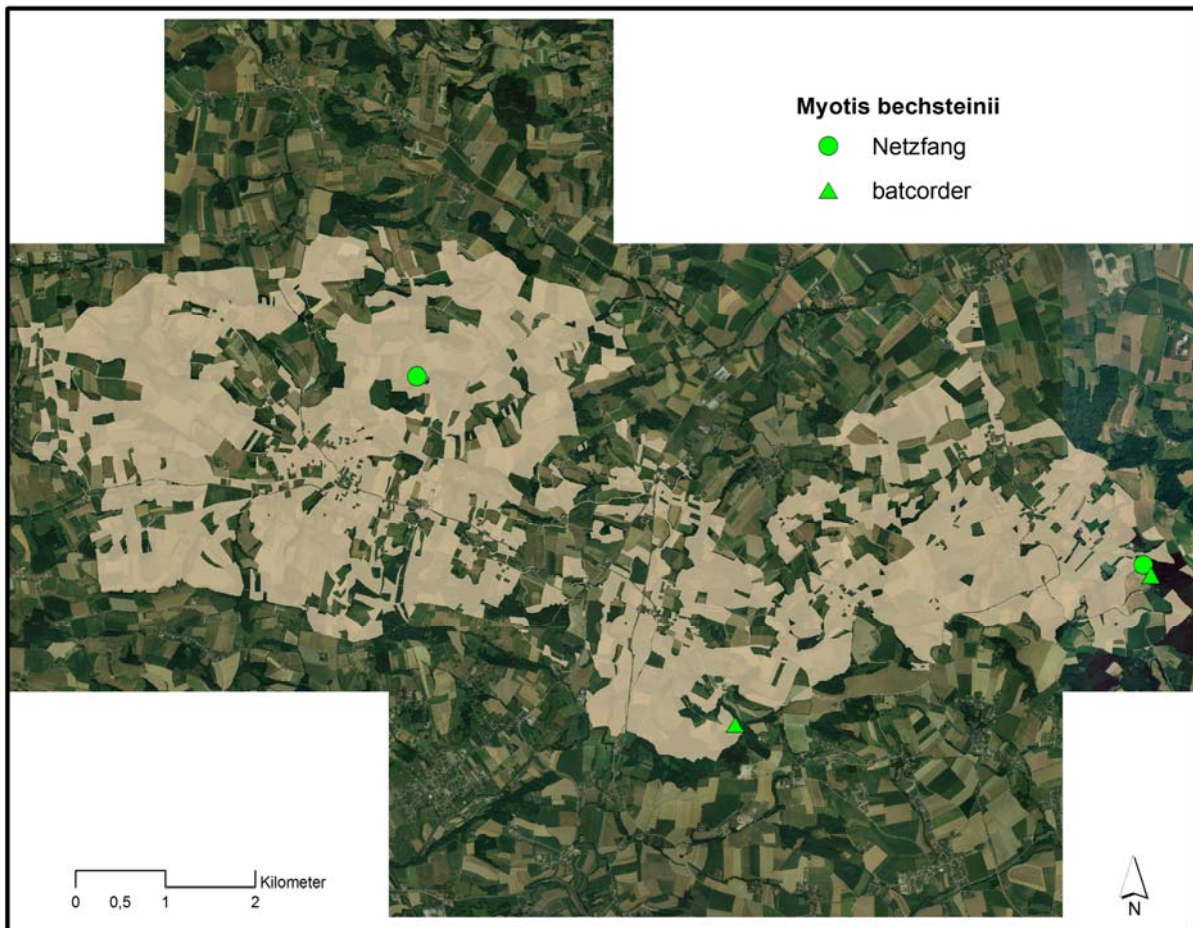 Myotis bechsteinii
Netzfang
batcorder
Kilometer
0 0,5 1 2
N